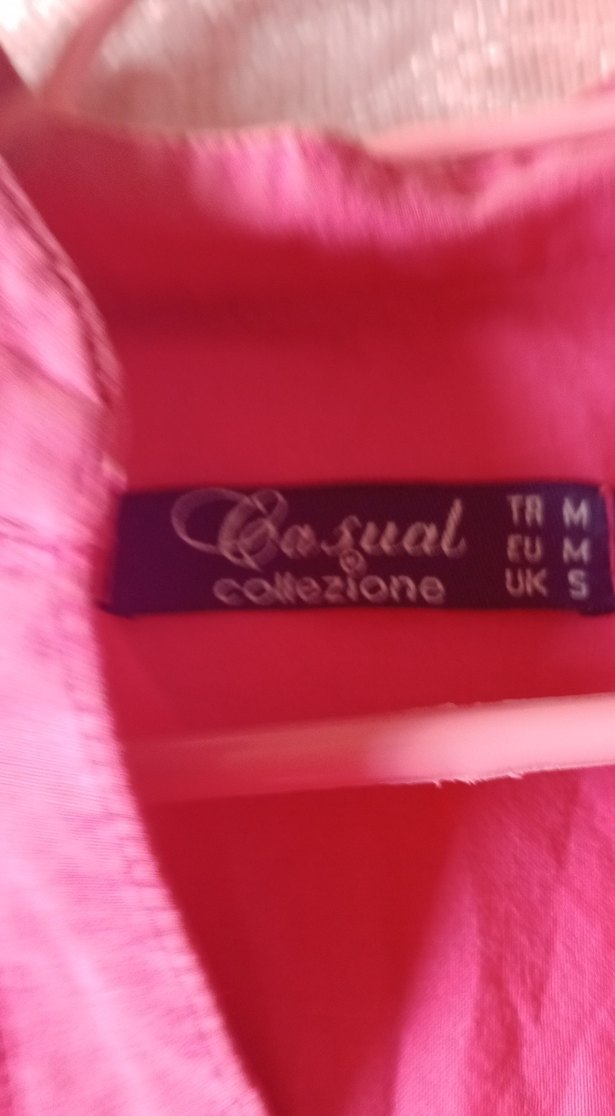 Casual
collezione
TR M
EU M
UK S